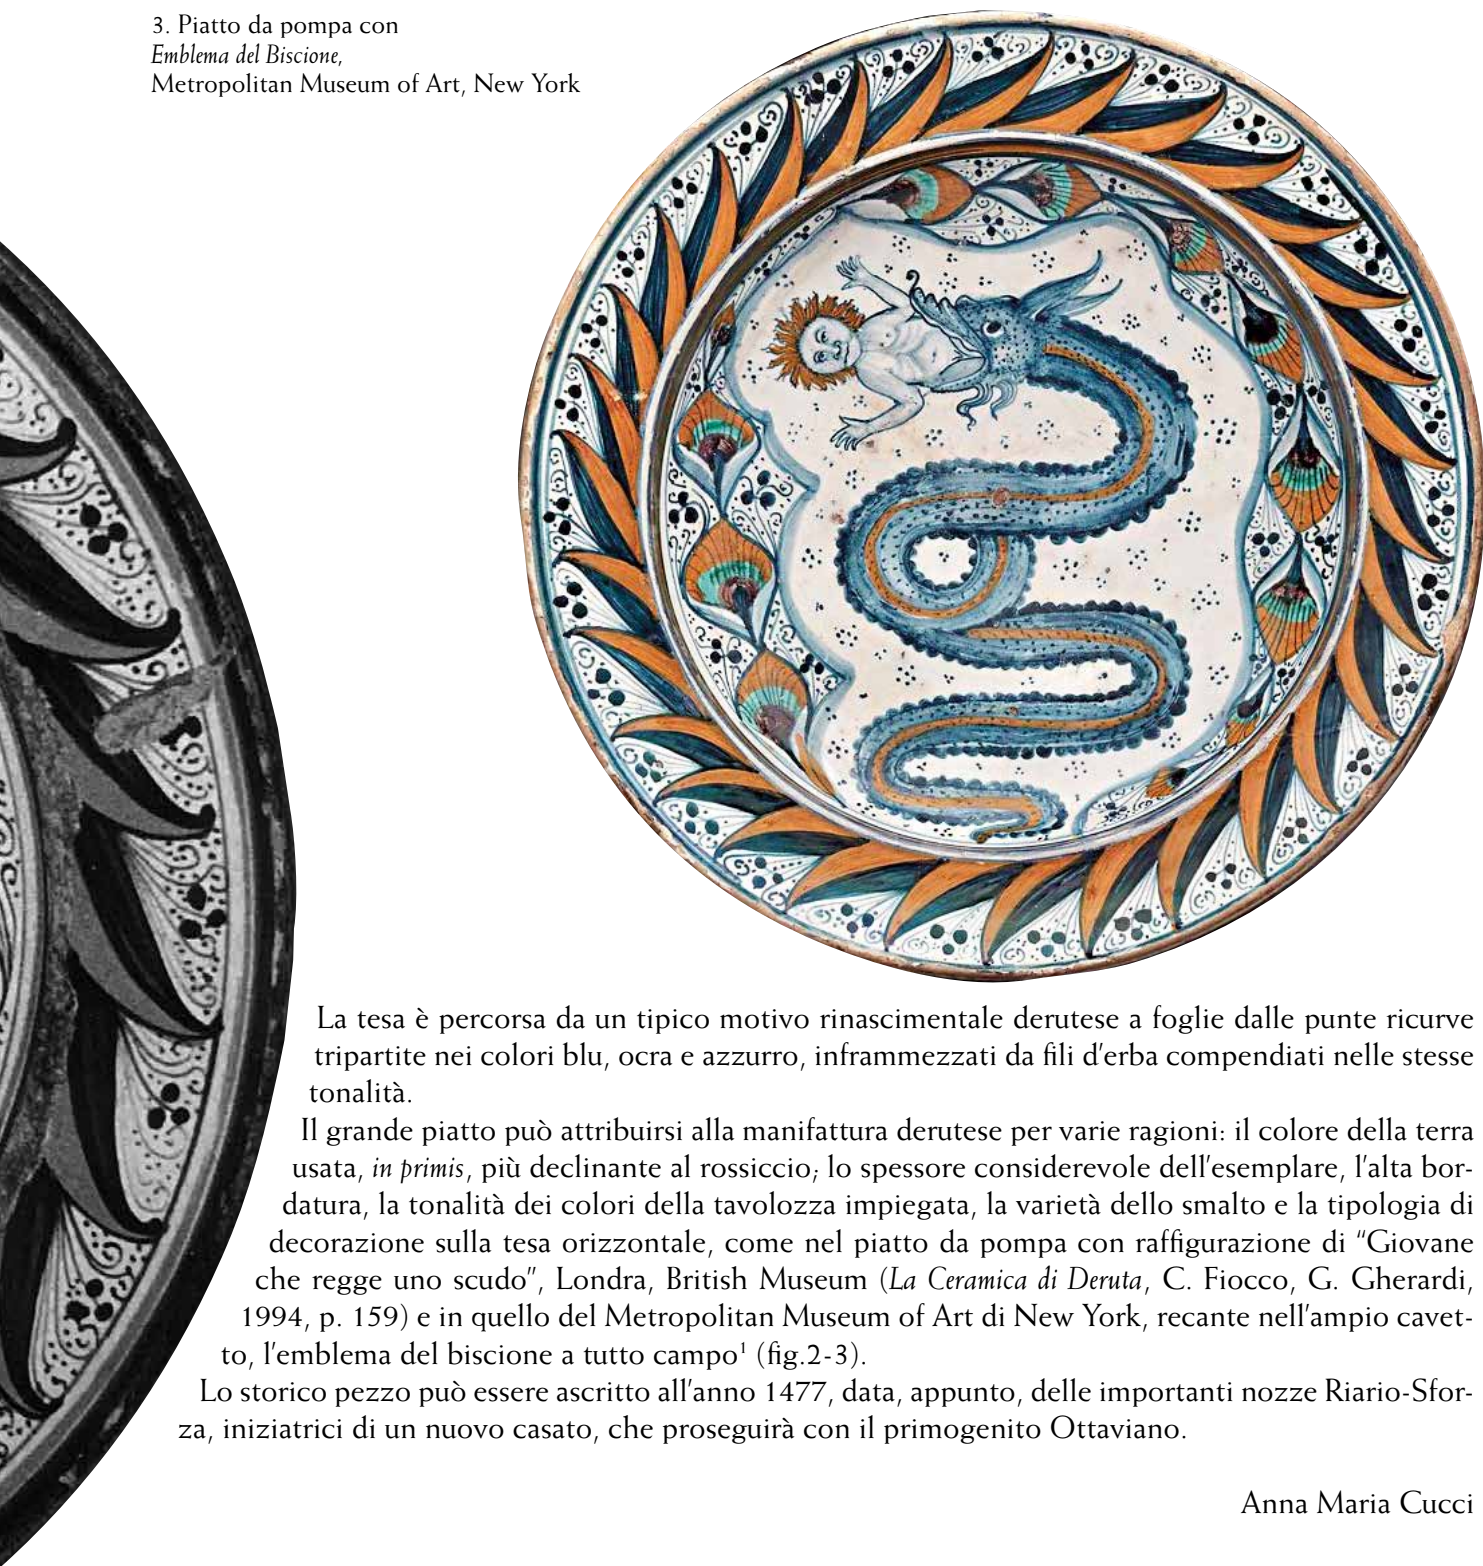 3. Piatto da pompa con
Emblema del Biscione,
Metropolitan Museum of Art, New York
La tesa è percorsa da un tipico motivo rinascimentale derutese a foglie dalle punte ricurve
tripartite nei colori blu, ocra e azzurro, inframmezzati da fili d'erba compendiati nelle stesse
tonalità.
Il grande piatto può attribuirsi alla manifattura derutese per varie ragioni: il colore della terra
usata, in primis, più declinante al rossiccio; lo spessore considerevole dell'esemplare, l'alta bor-
datura, la tonalità dei colori della tavolozza impiegata, la varietà dello smalto e la tipologia di
decorazione sulla tesa orizzontale, come nel piatto da pompa con raffigurazione di "Giovane
che regge uno scudo", Londra, British Museum (La Ceramica di Deruta, C. Fiocco, G. Gherardi,
1994, p. 159) e in quello del Metropolitan Museum of Art di New York, recante nell'ampio cavet-
to, l'emblema del biscione a tutto campo¹ (fig.2-3).
Lo storico pezzo può essere ascritto all'anno 1477, data, appunto, delle importanti nozze Riario-Sfor-
za, iniziatrici di un nuovo casato, che proseguirà con il primogenito Ottaviano.
Anna Maria Cucci